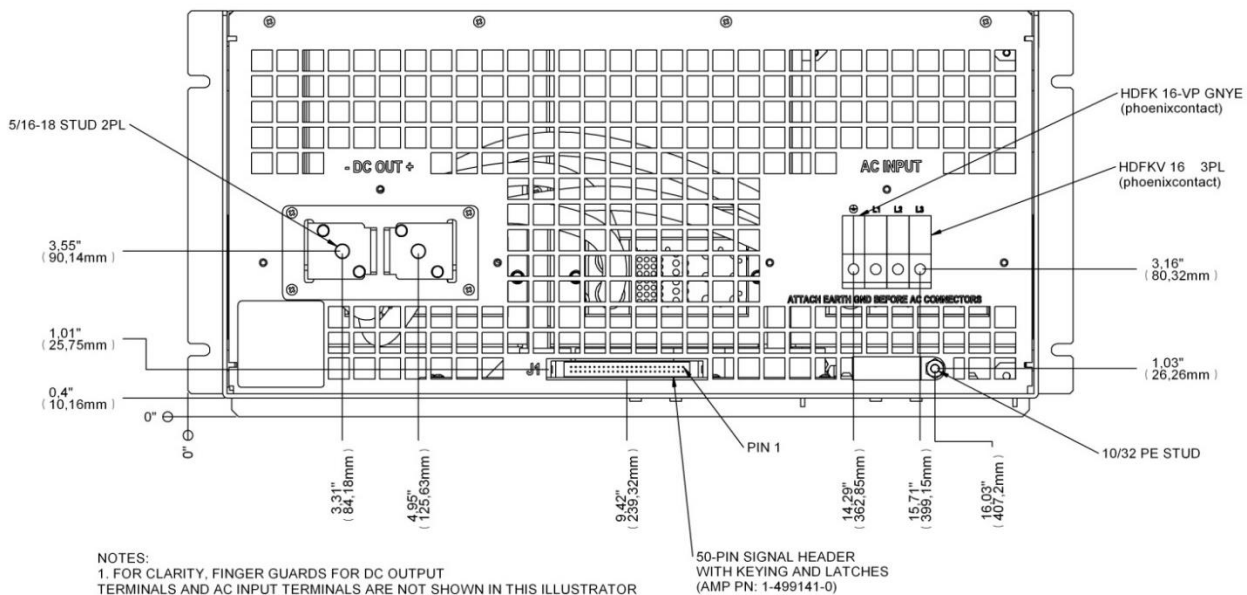 HDFK 16-VP GNYE
(phoenixcontact)
5/16-18 STUD 2PL
- DC OUT +
AC INPUT
HDFKV 16 3PL
(phoenixcontact)
L1 L2 L3
3,55"
(90,14mm)
3,16"
(80,32mm)
ATTACH EARTH GND BEFORE AC CONNECTORS
1,01"
(25,75mm)
J1
1,03"
(26,26mm)
0,4"
(10,16mm)
0"
0"
PIN 1
10/32 PE STUD
3,31"
(84,18mm)
4,95"
(125,63mm)
9,42"
(239,32mm)
14,29"
(362,85mm)
15,71"
(399,15mm)
16,03"
(407,2mm)
50-PIN SIGNAL HEADER
WITH KEYING AND LATCHES
(AMP PN: 1-499141-0)
NOTES:
1. FOR CLARITY, FINGER GUARDS FOR DC OUTPUT
TERMINALS AND AC INPUT TERMINALS ARE NOT SHOWN IN THIS ILLUSTRATOR